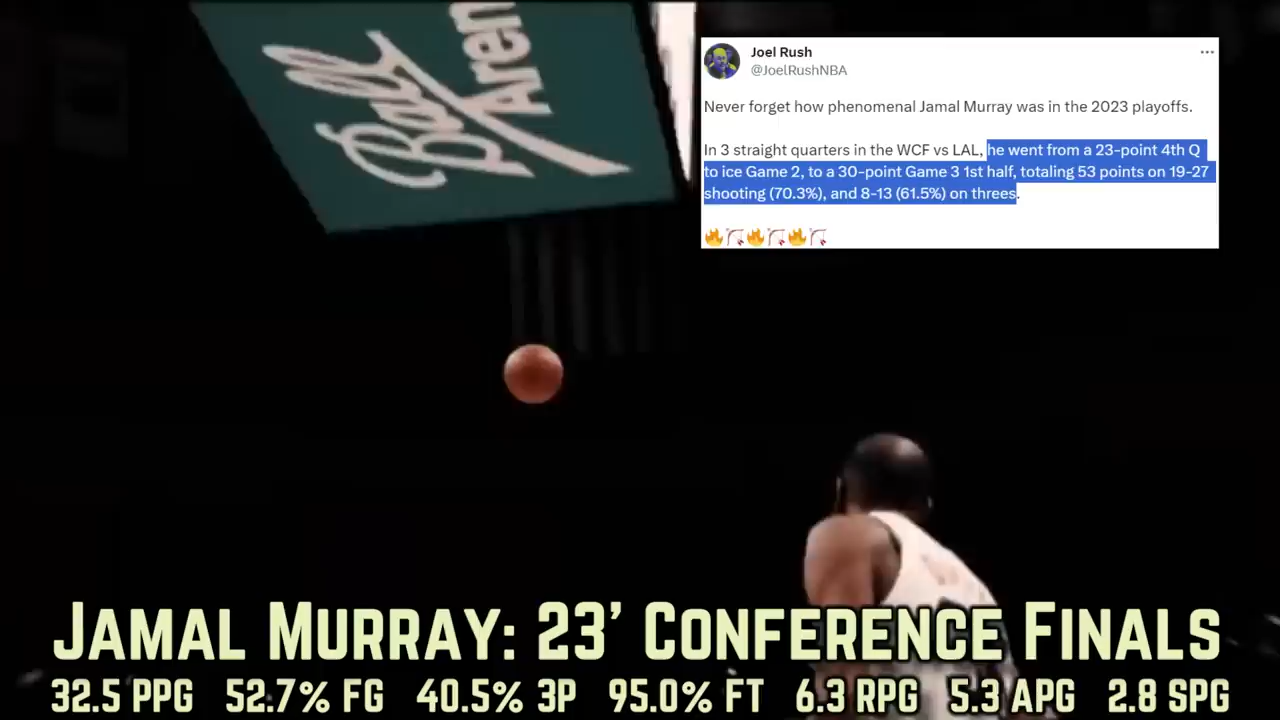 Ball
Aren
Joel Rush
@JoelRushNBA
Never forget how phenomenal Jamal Murray was in the 2023 playoffs.
In 3 straight quarters in the WCF vs LAL, he went from a 23-point 4th Q
to ice Game 2, to a 30-point Game 3 1st half, totaling 53 points on 19-27
shooting (70.3%), and 8-13 (61.5%) on threes.
🔥🏹🔥🏹🔥🏹
JAMAL MURRAY: 23' CONFERENCE FINALS
32.5 PPG 52.7% FG 40.5% 3P 95.0% FT 6.3 RPG 5.3 APG 2.8 SPG